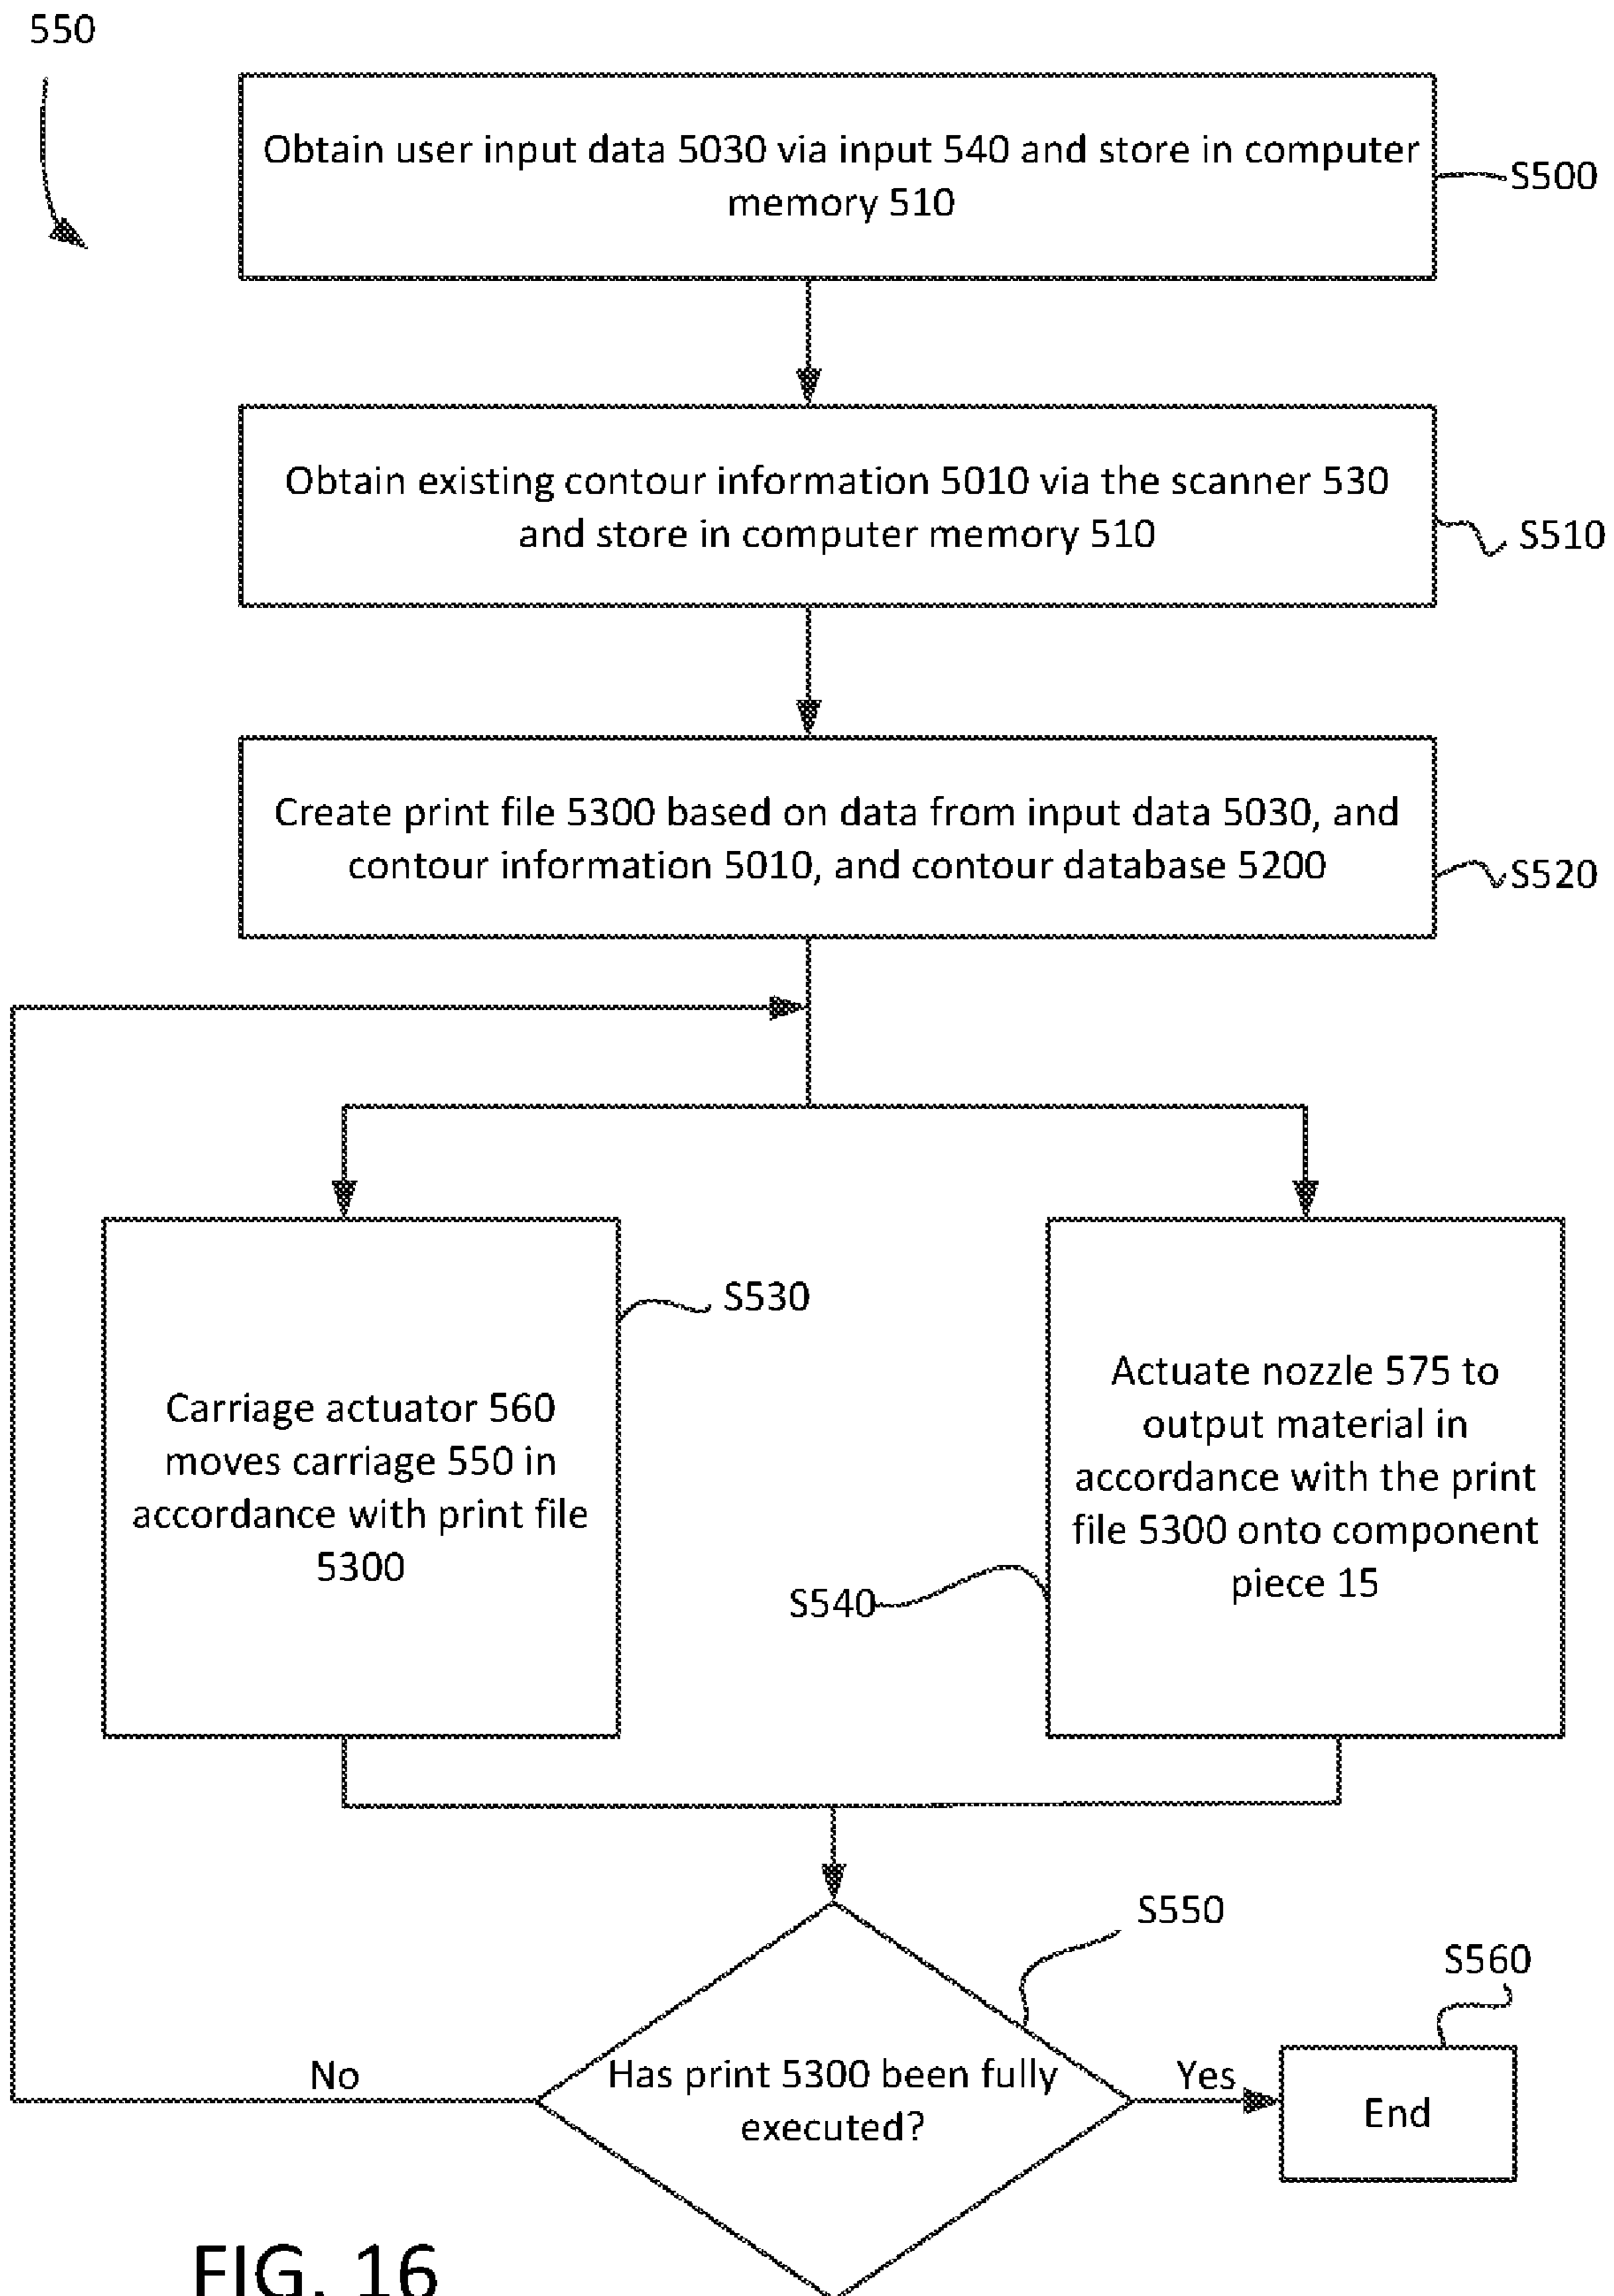 550
Obtain user input data 5030 via input 540 and store in computer
memory 510
S500
Obtain existing contour information 5010 via the scanner 530
and store in computer memory 510
S510
Create print file 5300 based on data from input data 5030, and
contour information 5010, and contour database 5200
S520
S530
Carriage actuator 560
moves carriage 550 in
accordance with print file
5300
Actuate nozzle 575 to
output material in
accordance with the print
file 5300 onto component
piece 15
S540
S550
S560
No
Has print 5300 been fully
executed?
Yes
End
FIG. 16